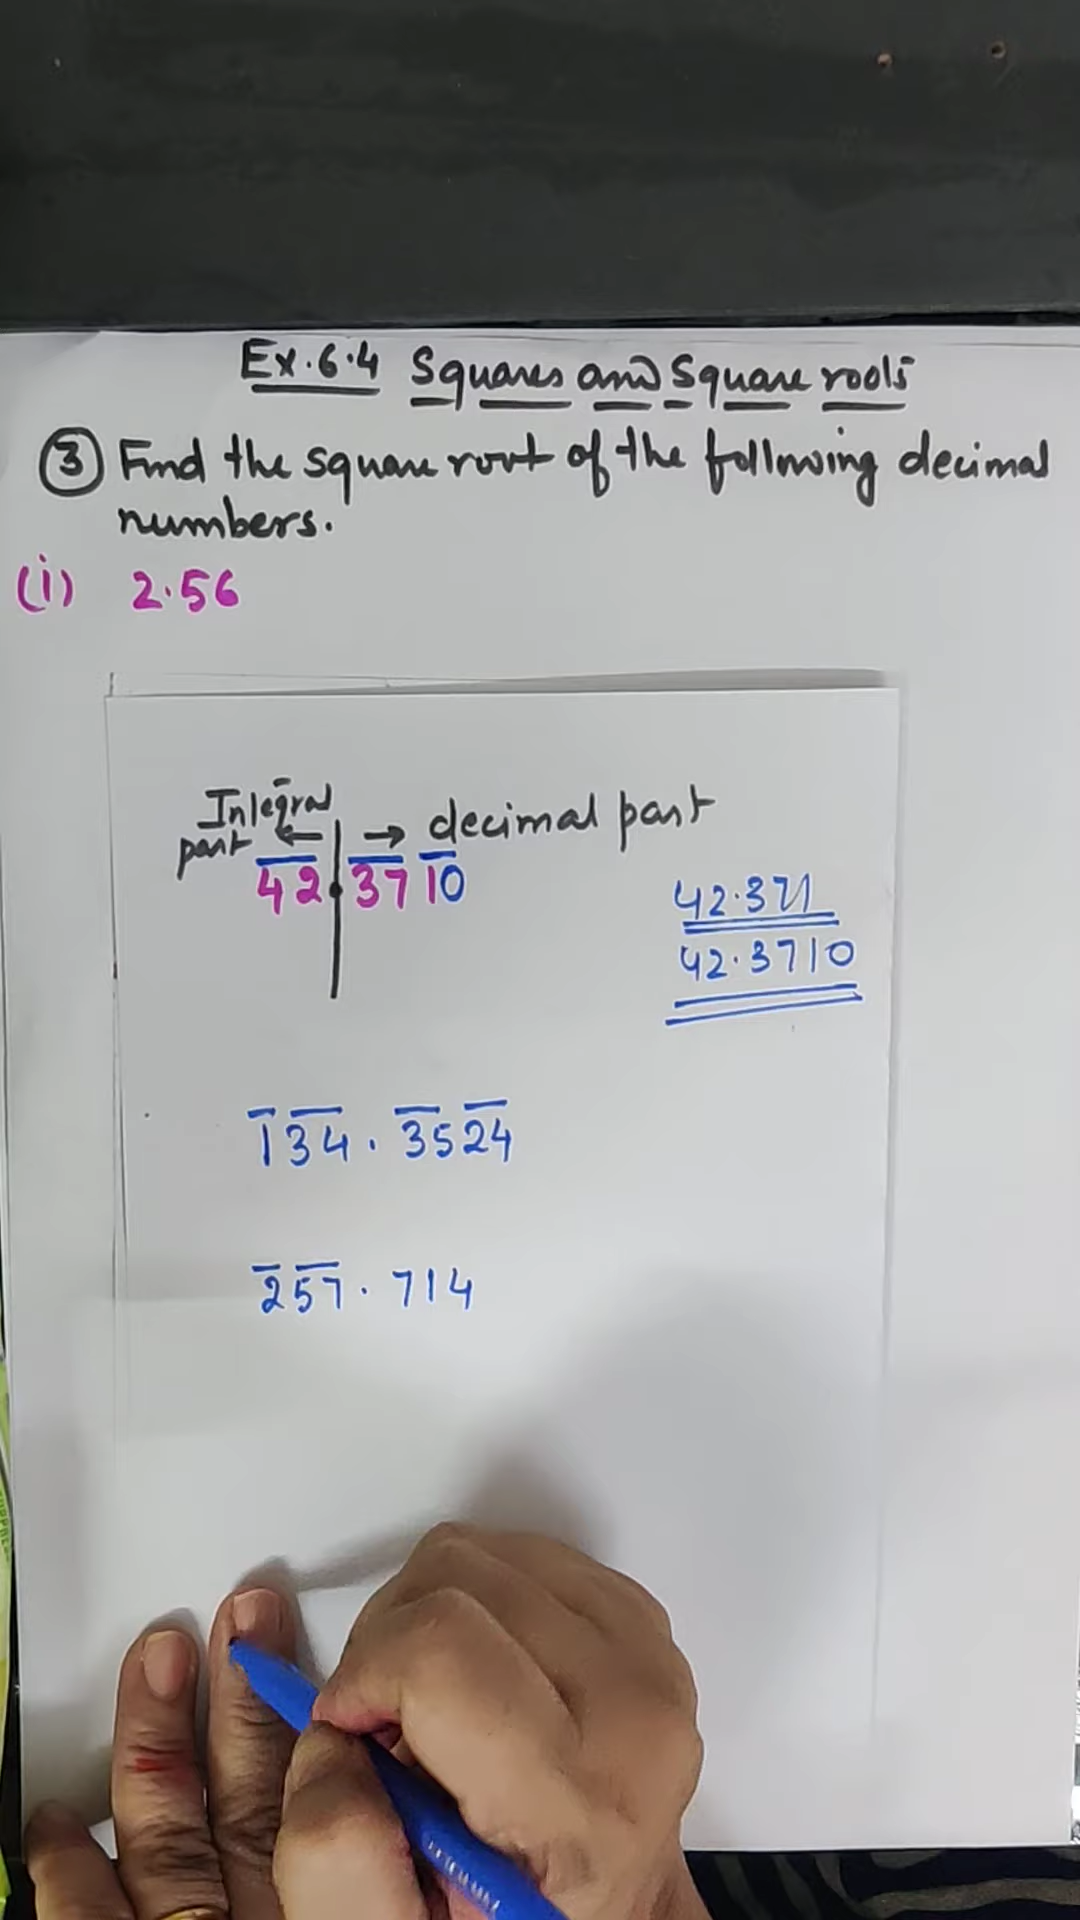 Ex.6.4 Squares and Square roots
③ Find the square root of the following decimal
numbers.
(i) 2.56
Integral
part ← → decimal part
42.3710
42.371
42.3710
134.3524
257.714